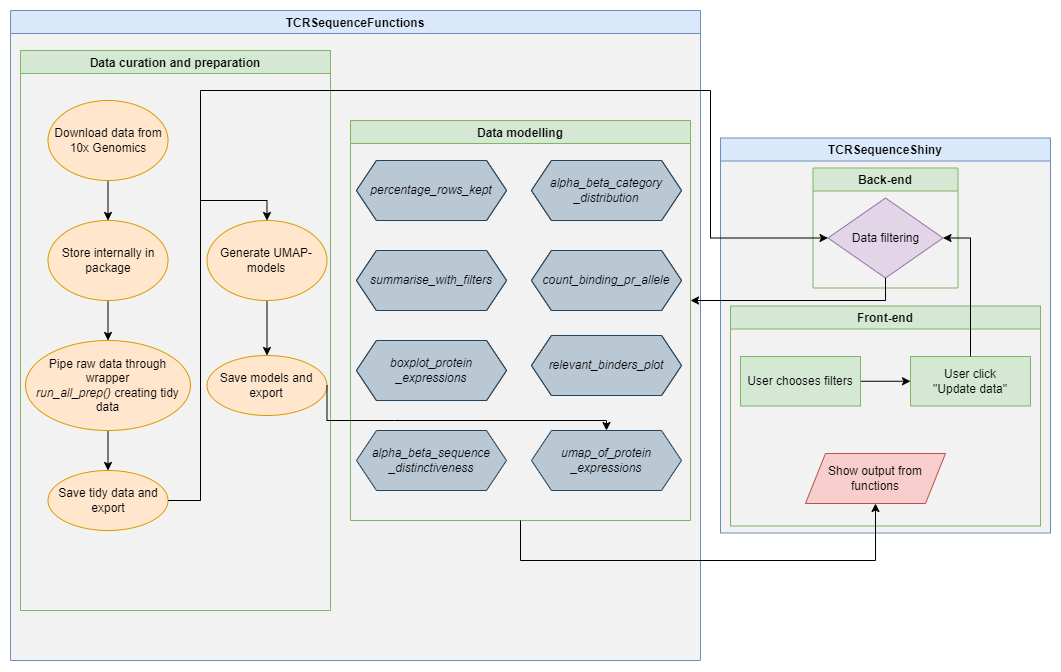 TCRSequenceFunctions
Data curation and preparation
Download data from
10x Genomics
Store internally in
package
Pipe raw data through
wrapper
run_all_prep() creating tidy
data
Save tidy data and
export
Generate UMAP-
models
Save models and
export
Data modelling
percentage_rows_kept
alpha_beta_category
_distribution
summarise_with_filters
count_binding_pr_allele
boxplot_protein
_expressions
relevant_binders_plot
alpha_beta_sequence
_distinctiveness
umap_of_protein
_expressions
TCRSequenceShiny
Back-end
Data filtering
Front-end
User chooses filters
User click
"Update data"
Show output from
functions